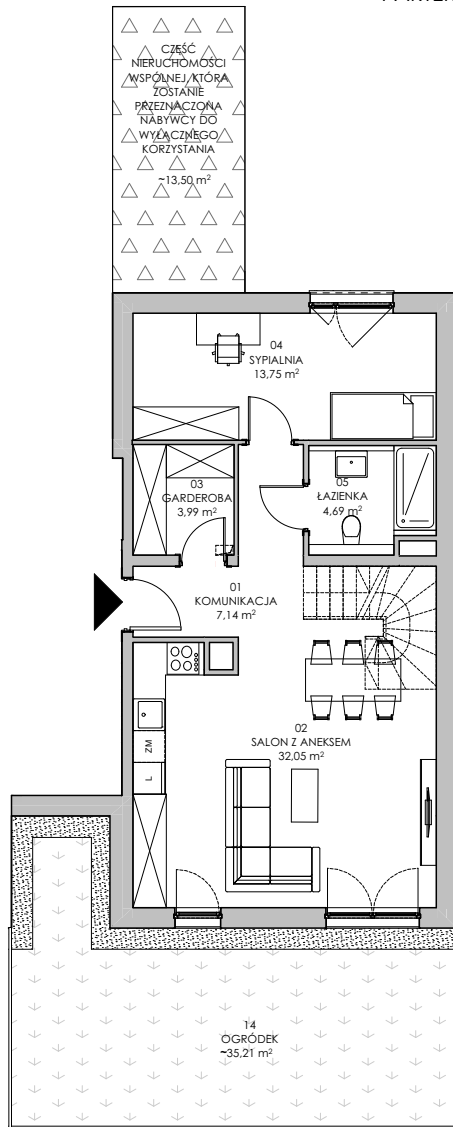 CZĘŚĆ
NIERUCHOMOŚCI
WSPÓLNEJ, KTÓRA
ZOSTANIE
PRZEZNACZONA
NABYWCY DO
WYŁĄCZNEGO
KORZYSTANIA
~13,50 m²
04
SYPIALNIA
13,75 m²
03
GARDEROBA
3,99 m²
05
ŁAZIENKA
4,69 m²
01
KOMUNIKACJA
7,14 m²
02
SALON Z ANEKSEM
32,05 m²
ZM
L
14
OGRÓDEK
~35,21 m²